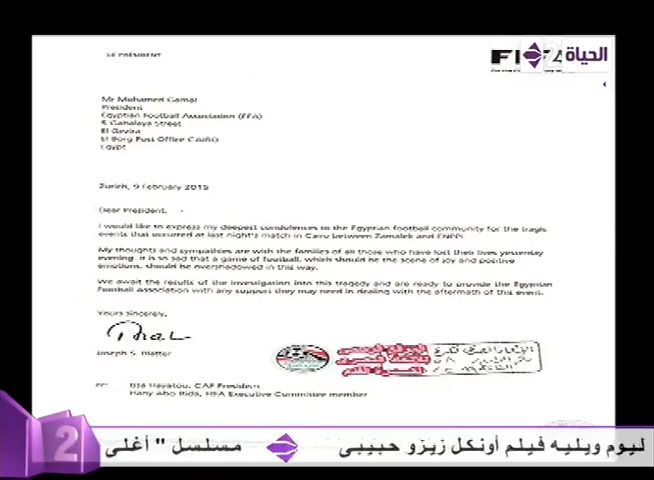 LE PRÉSIDENT
الحياة
2
Mr Mohamed Gamal
President
Egyptian Football Association (EFA)
5 Gabalaya Street
El Gezira
El Borg Post Office Cairo
Egypt
Zurich, 9 February 2015
Dear President,
I would like to express my deepest condolences to the Egyptian football community for the tragic
events that occurred at last night's match in Cairo between Zamalek and ENPPI.
My thoughts and sympathies are with the families of all those who have lost their lives yesterday
evening. It is so sad that a game of football, which should be the scene of joy and positive
emotions, should be overshadowed in this way.
We await the results of the investigation into this tragedy and are ready to provide the Egyptian
Football Association with any support they may need in dealing with the aftermath of this event.
Yours sincerely,
Joseph S. Blatter
cc: Issa Hayatou, CAF President
Hany Abo Rida, FIFA Executive Committee member
2
ليوم ويليه فيلم أونكل زيزو حبيبى
مسلسل " أغلى